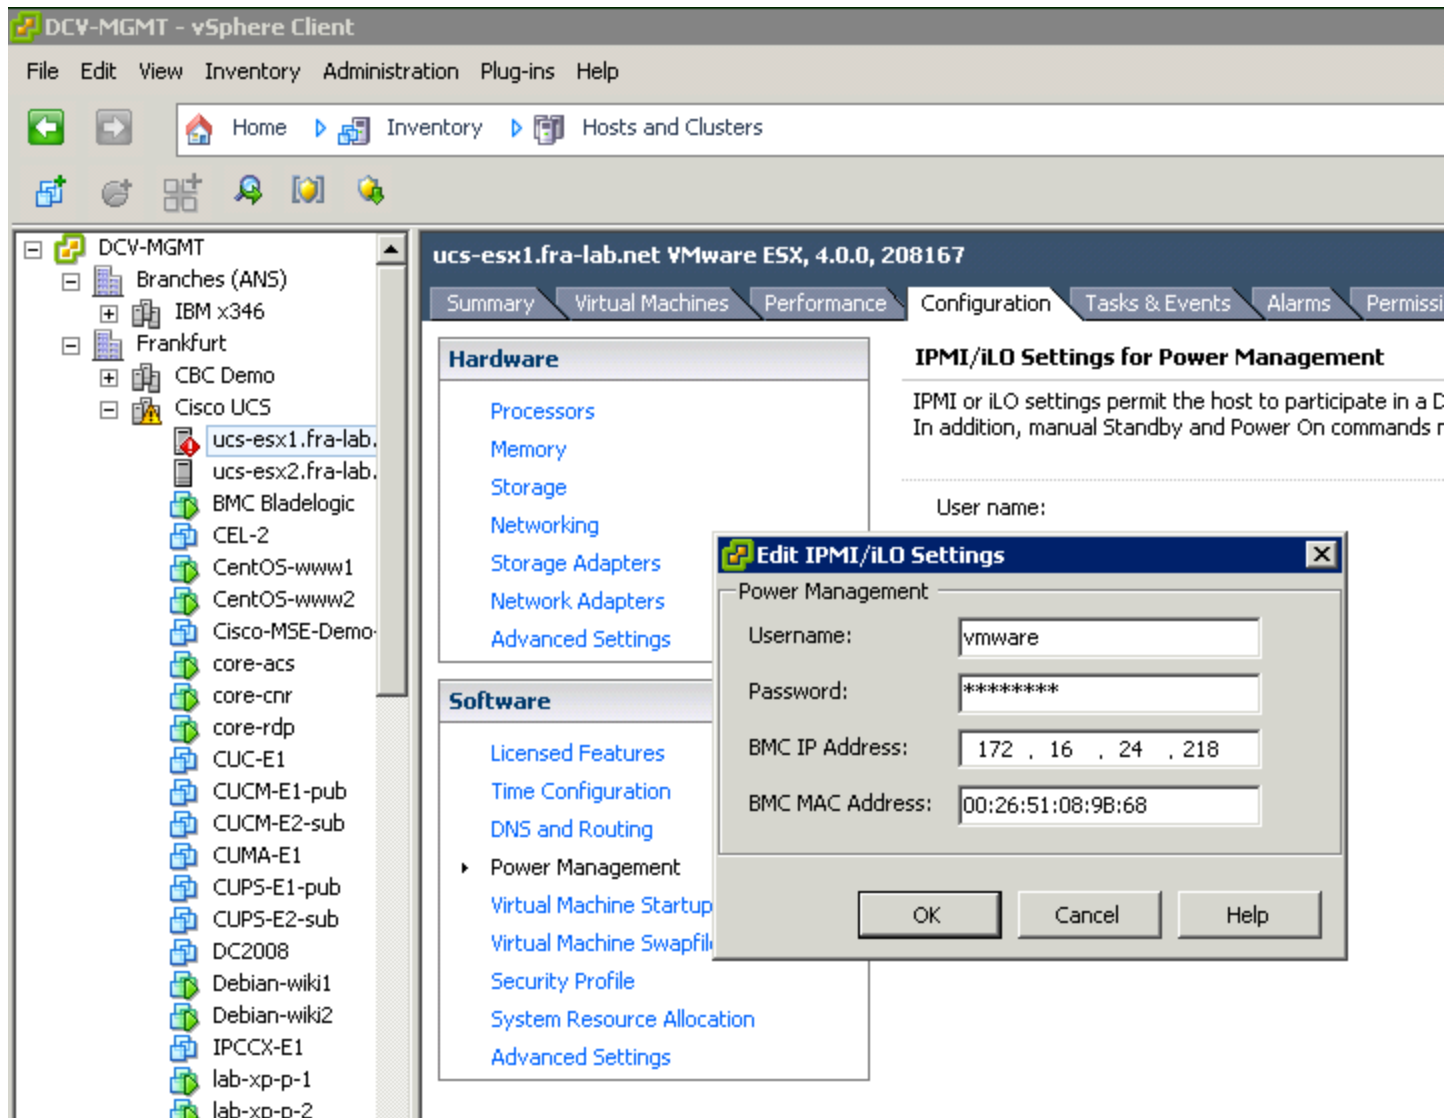 DCV-MGMT - vSphere Client
File Edit View Inventory Administration Plug-ins Help
Home Inventory Hosts and Clusters
DCV-MGMT
Branches (ANS)
IBM x346
Frankfurt
CBC Demo
Cisco UCS
ucs-esx1.fra-lab.
ucs-esx2.fra-lab.
BMC Bladelogic
CEL-2
CentOS-www1
CentOS-www2
Cisco-MSE-Demo-
core-acs
core-cnr
core-rdp
CUC-E1
CUCM-E1-pub
CUCM-E2-sub
CUMA-E1
CUPS-E1-pub
CUPS-E2-sub
DC2008
Debian-wiki1
Debian-wiki2
IPCCX-E1
lab-xp-p-1
lab-xp-p-2
ucs-esx1.fra-lab.net VMware ESX, 4.0.0, 208167
Summary Virtual Machines Performance Configuration Tasks & Events Alarms Permissi
Hardware
Processors
Memory
Storage
Networking
Storage Adapters
Network Adapters
Advanced Settings
Software
Licensed Features
Time Configuration
DNS and Routing
Power Management
Virtual Machine Startup
Virtual Machine Swapfil
Security Profile
System Resource Allocation
Advanced Settings
IPMI/iLO Settings for Power Management
IPMI or iLO settings permit the host to participate in a D
In addition, manual Standby and Power On commands r
User name:
Edit IPMI/iLO Settings
Power Management
Username: vmware
Password: ********
BMC IP Address: 172 . 16 . 24 . 218
BMC MAC Address: 00:26:51:08:9B:68
OK Cancel Help